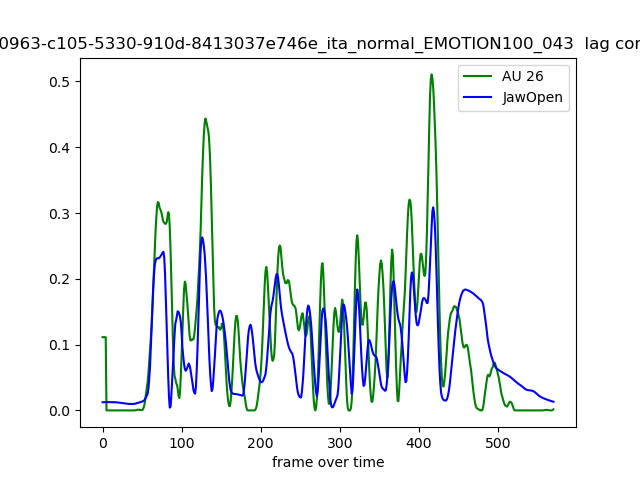 0963-c105-5330-910d-8413037e746e_ita_normal_EMOTION100_043 lag cor
AU 26
JawOpen
0.5
0.4
0.3
0.2
0.1
0.0
0 100 200 300 400 500
frame over time